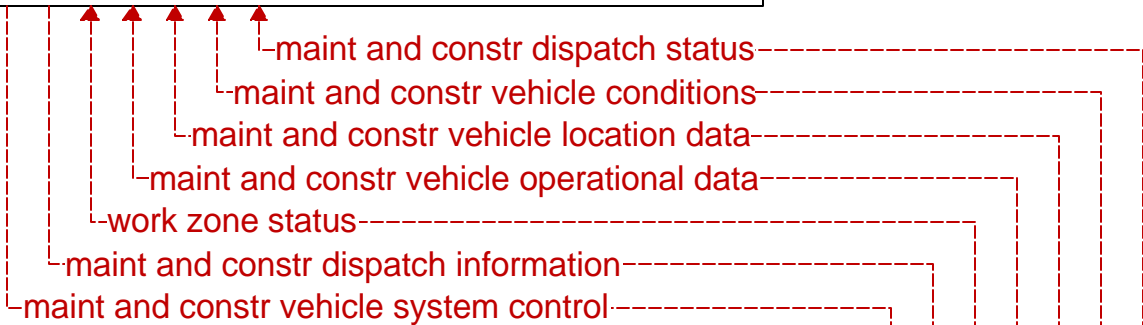 maint and constr dispatch status
maint and constr vehicle conditions
maint and constr vehicle location data
maint and constr vehicle operational data
work zone status
maint and constr dispatch information
maint and constr vehicle system control